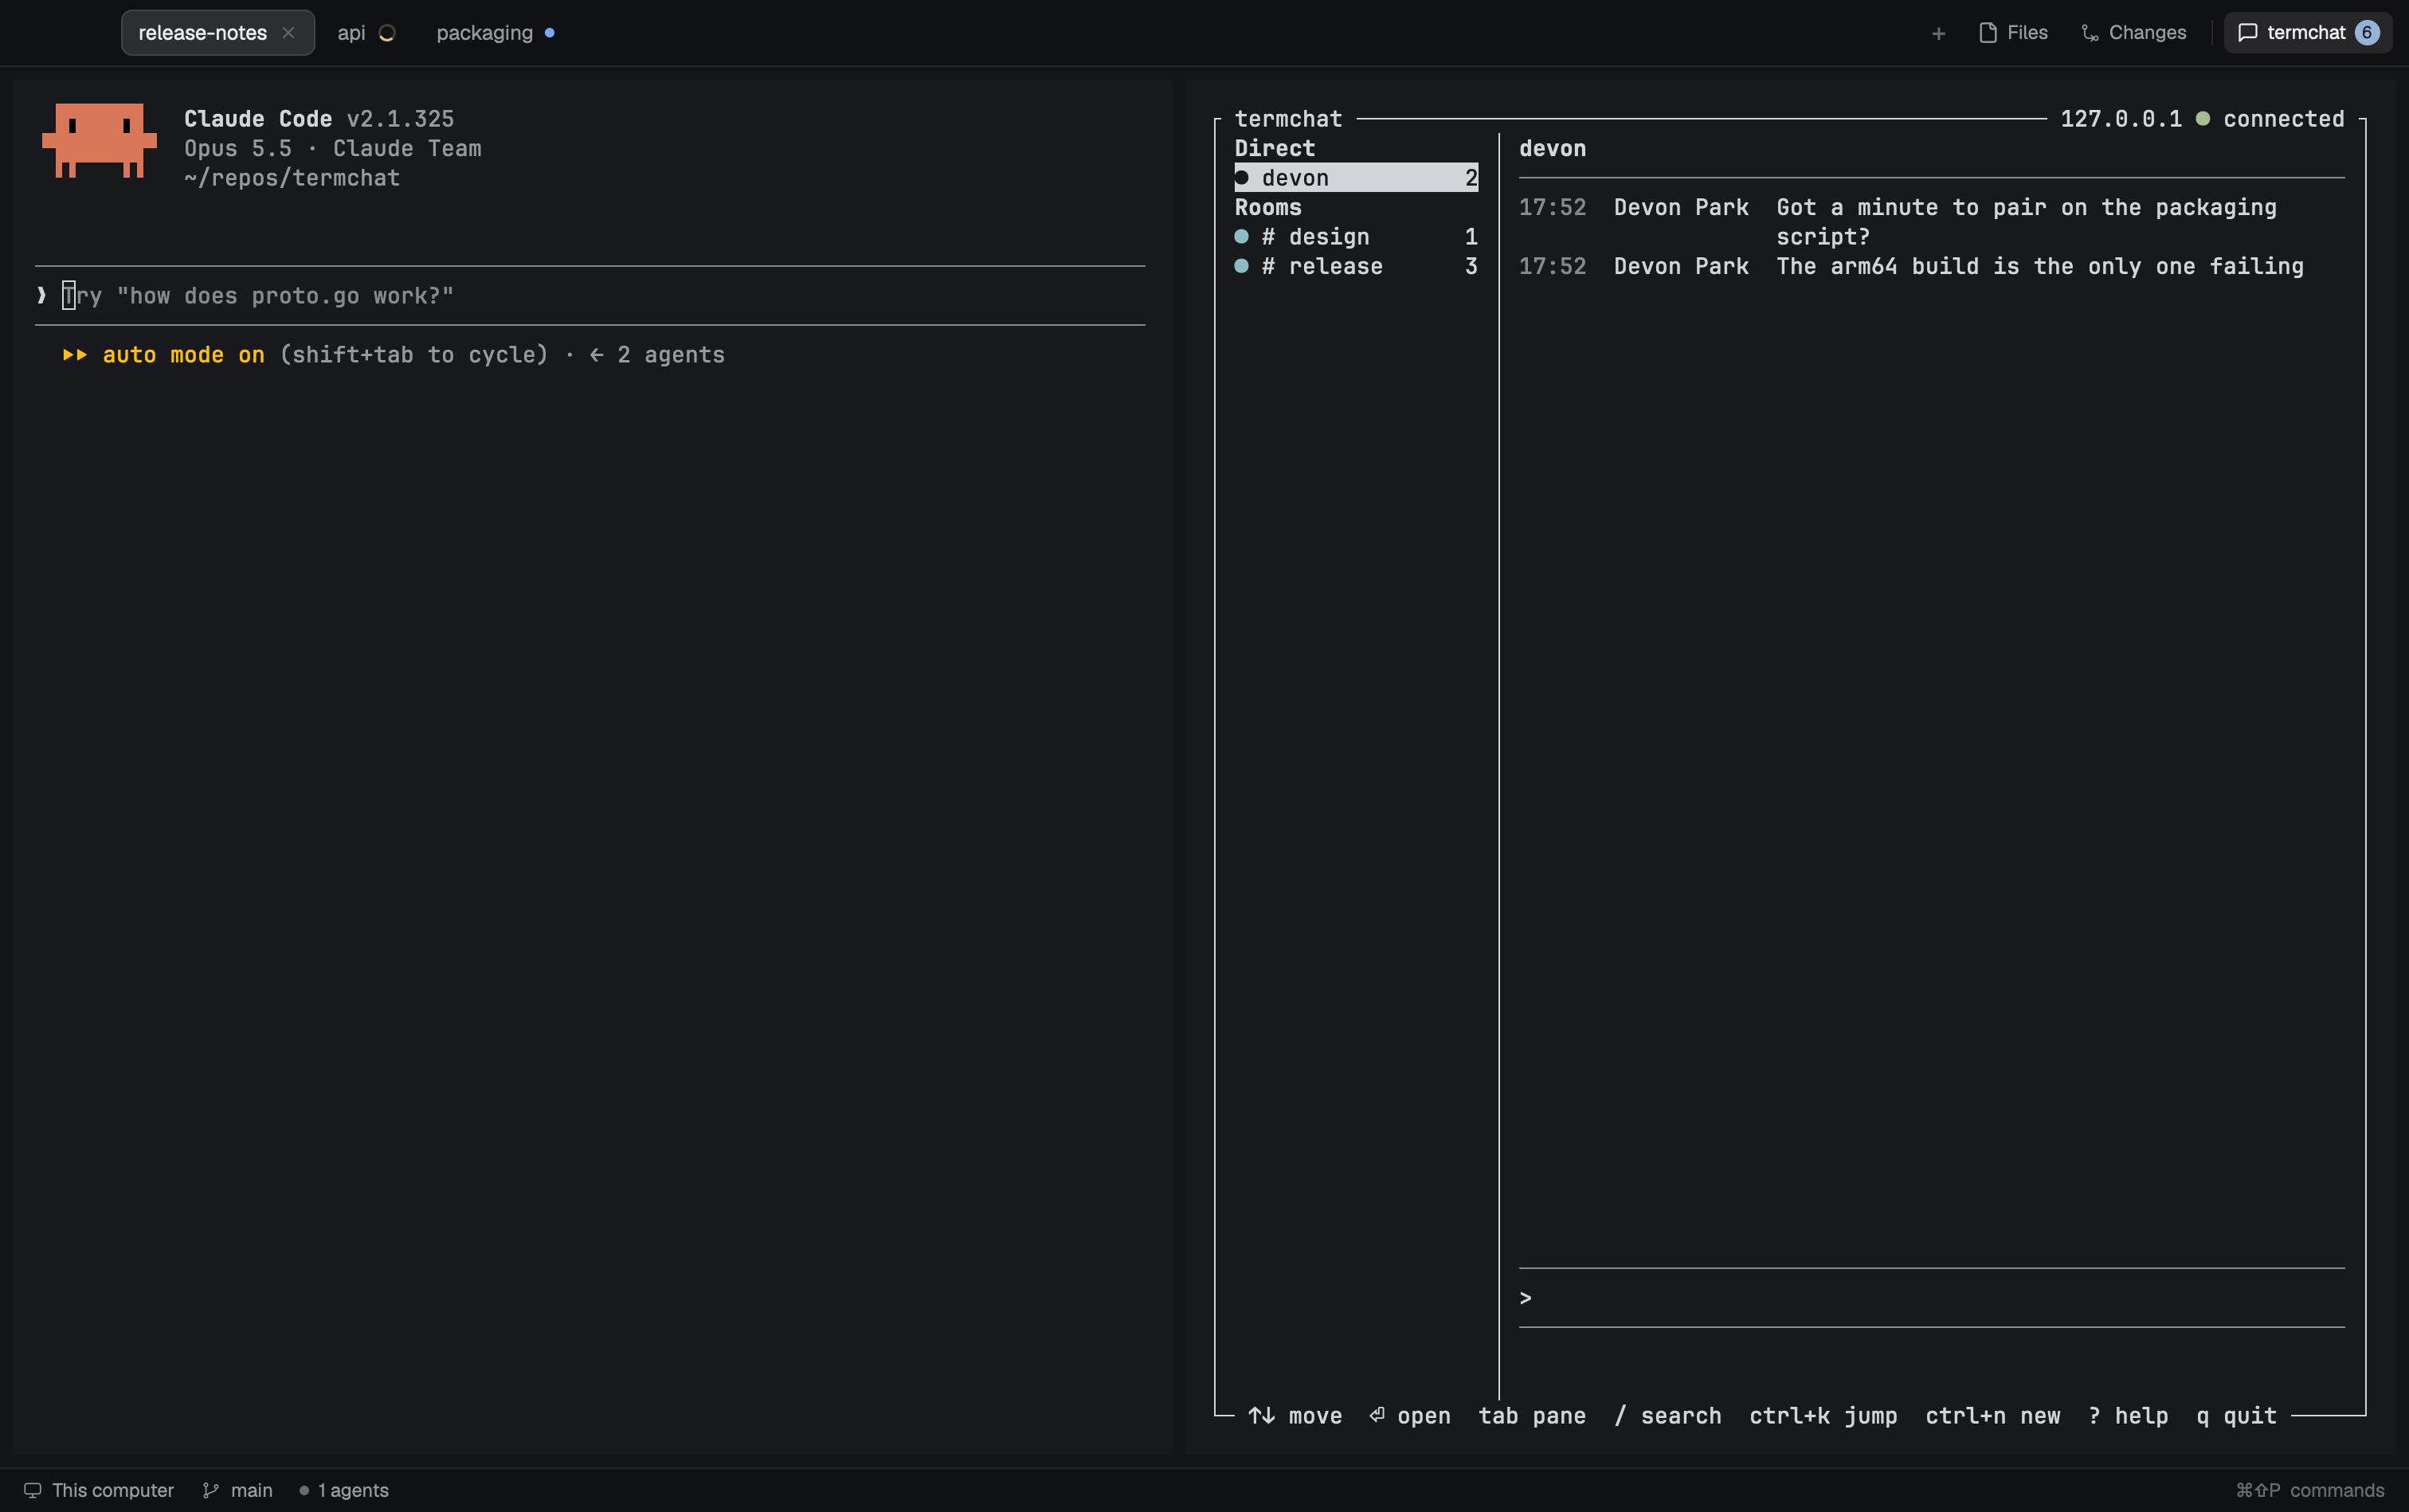 release-notes × api packaging + Files Changes termchat 6
Claude Code v2.1.325
Opus 5.5 · Claude Team
~/repos/termchat
❯ Try "how does proto.go work?"
▶▶ auto mode on (shift+tab to cycle) · ← 2 agents
termchat 127.0.0.1 ● connected
Direct
● devon 2
Rooms
● # design 1
● # release 3
devon
17:52 Devon Park Got a minute to pair on the packaging
script?
17:52 Devon Park The arm64 build is the only one failing
>
↑↓ move ⏎ open tab pane / search ctrl+k jump ctrl+n new ? help q quit
This computer main ● 1 agents ⌘⇧P commands